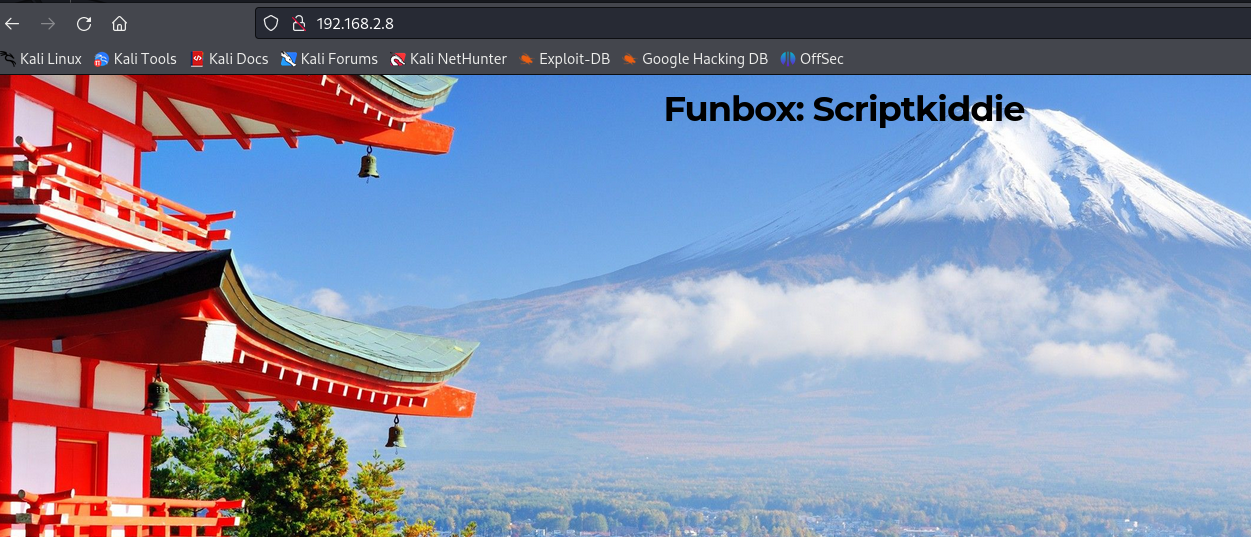 192.168.2.8
Kali Linux Kali Tools Kali Docs Kali Forums Kali NetHunter Exploit-DB Google Hacking DB OffSec
Funbox: Scriptkiddie